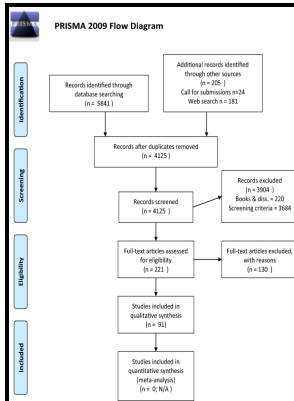 PRISMA 2009 Flow Diagram
Identification
Records identified through
database searching
(n = 5841)
Additional records identified
through other sources
(n = 205)
Call for submissions n=24
Web search n = 181
Records after duplicates removed
(n = 4125)
Screening
Records screened
(n = 4125)
Records excluded
(n = 3904)
Books & diss. = 220
Screening criteria = 3684
Eligibility
Full-text articles assessed
for eligibility
(n = 221)
Full-text articles excluded,
with reasons
(n = 130)
Studies included in
qualitative synthesis
(n = 91)
Included
Studies included in
quantitative synthesis
(meta-analysis)
(n = 0; N/A)